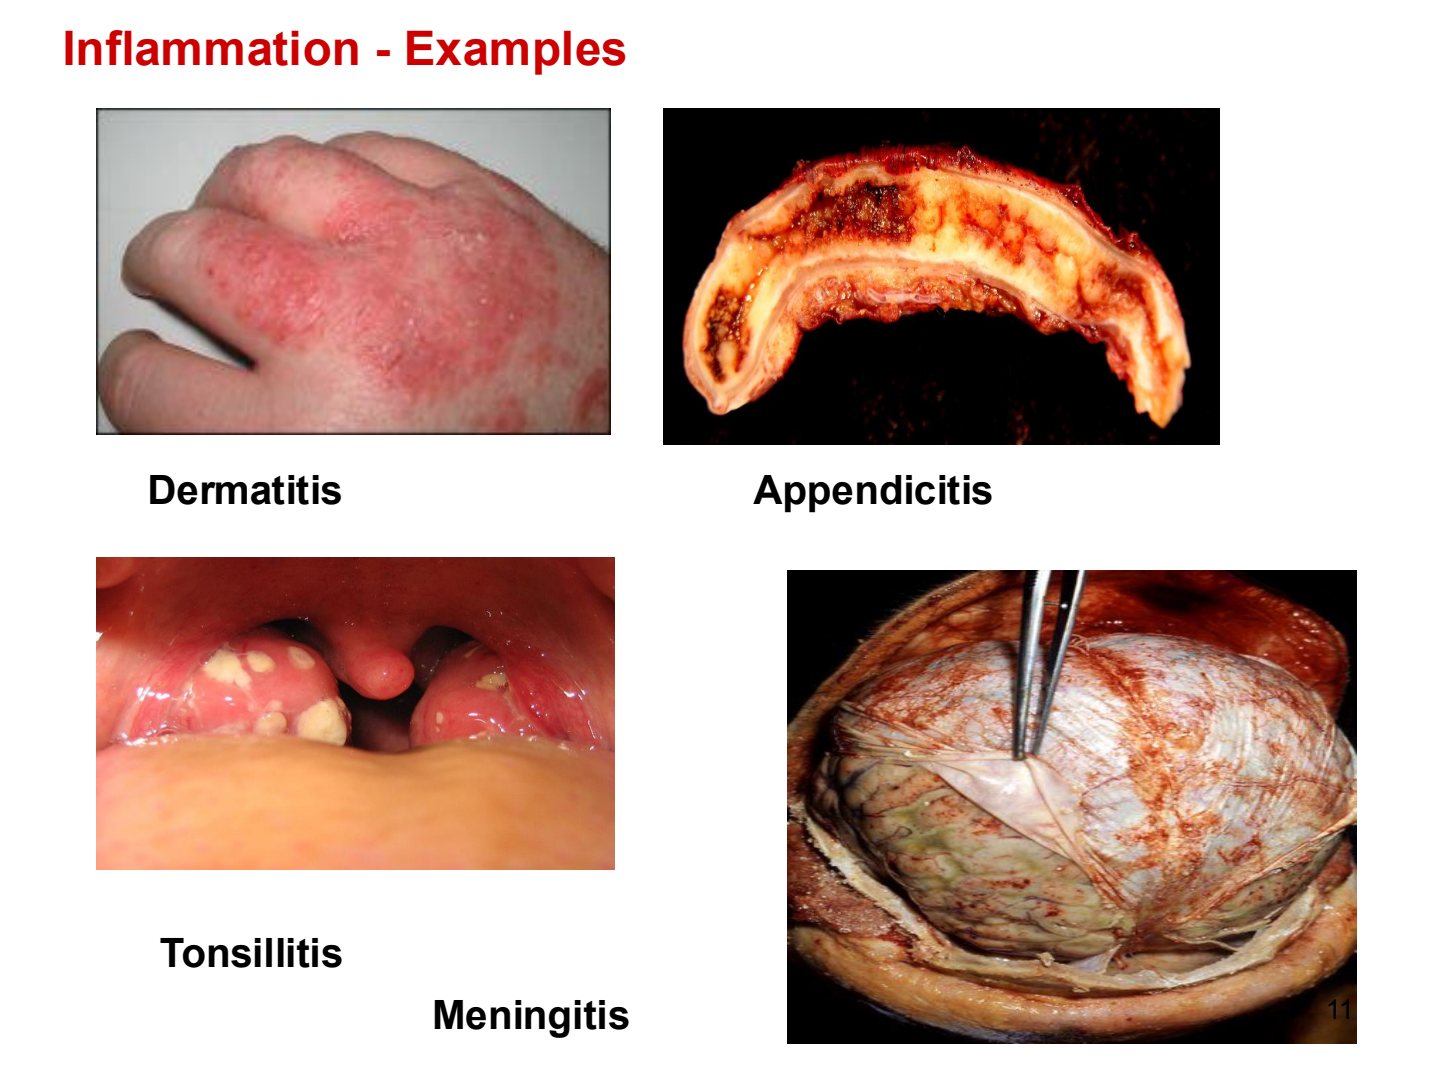 Inflammation - Examples
Dermatitis
Appendicitis
Tonsillitis
Meningitis
11